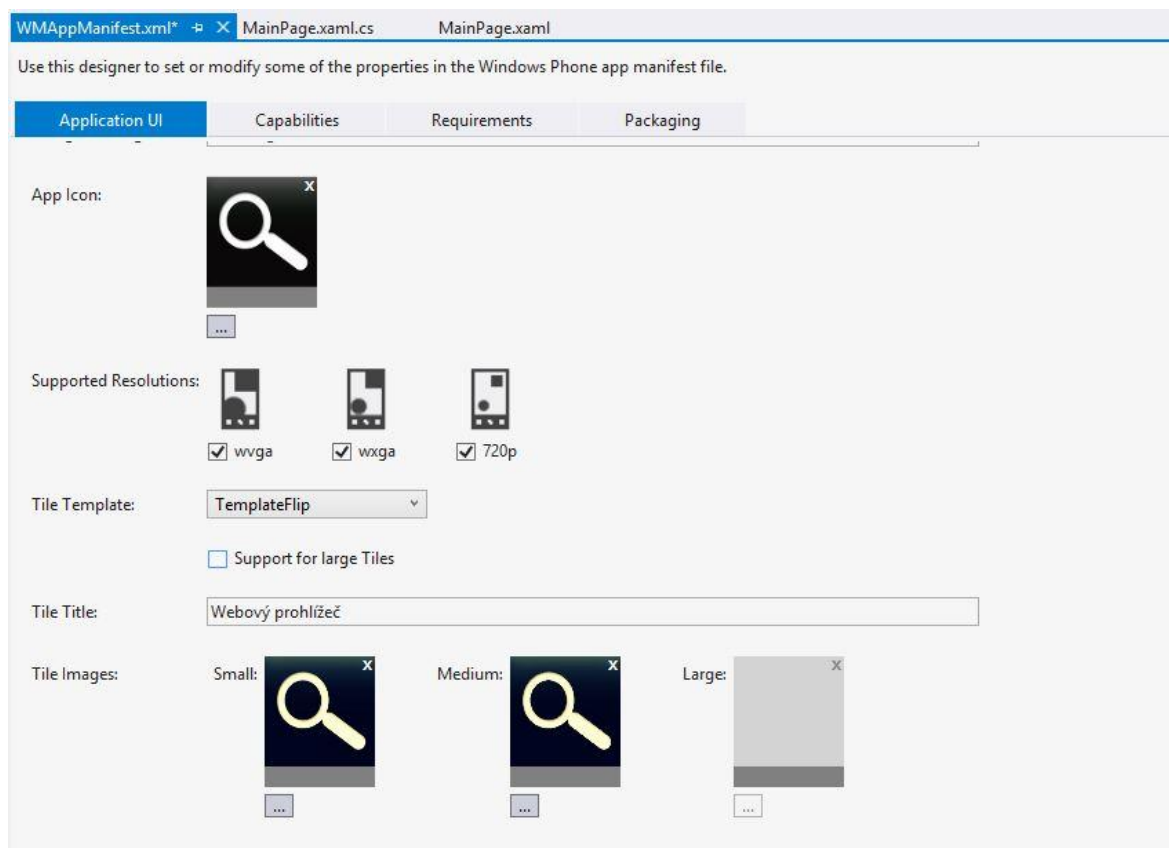 WMAppManifest.xml* MainPage.xaml.cs MainPage.xaml
Use this designer to set or modify some of the properties in the Windows Phone app manifest file.
Application UI Capabilities Requirements Packaging
App Icon:
X
...
Supported Resolutions:
wvga wxga 720p
Tile Template: TemplateFlip
Support for large Tiles
Tile Title: Webový prohlížeč
Tile Images: Small: X Medium: X Large: X
... ... ...